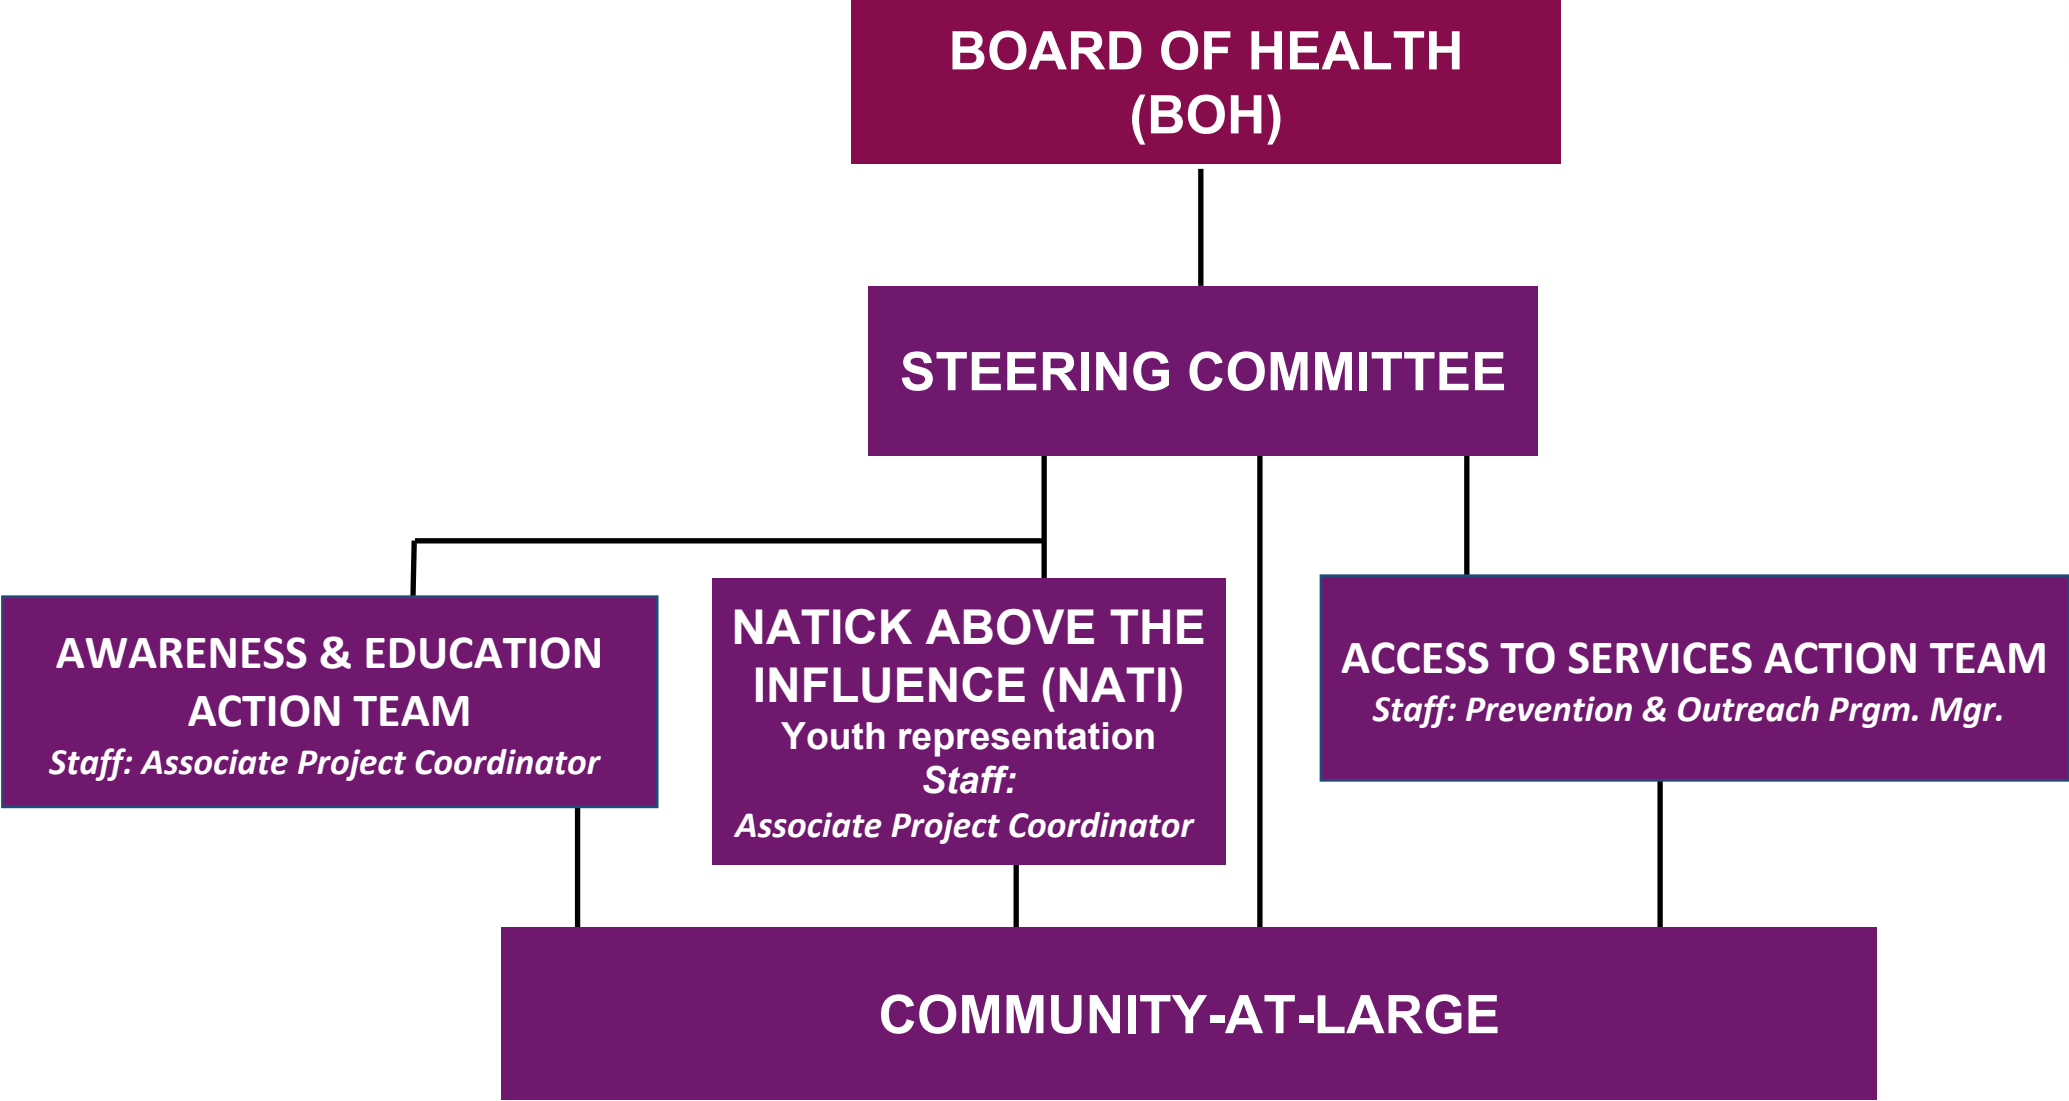 BOARD OF HEALTH
(BOH)
STEERING COMMITTEE
AWARENESS & EDUCATION
ACTION TEAM
Staff: Associate Project Coordinator
NATICK ABOVE THE
INFLUENCE (NATI)
Youth representation
Staff:
Associate Project Coordinator
ACCESS TO SERVICES ACTION TEAM
Staff: Prevention & Outreach Prgm. Mgr.
COMMUNITY-AT-LARGE